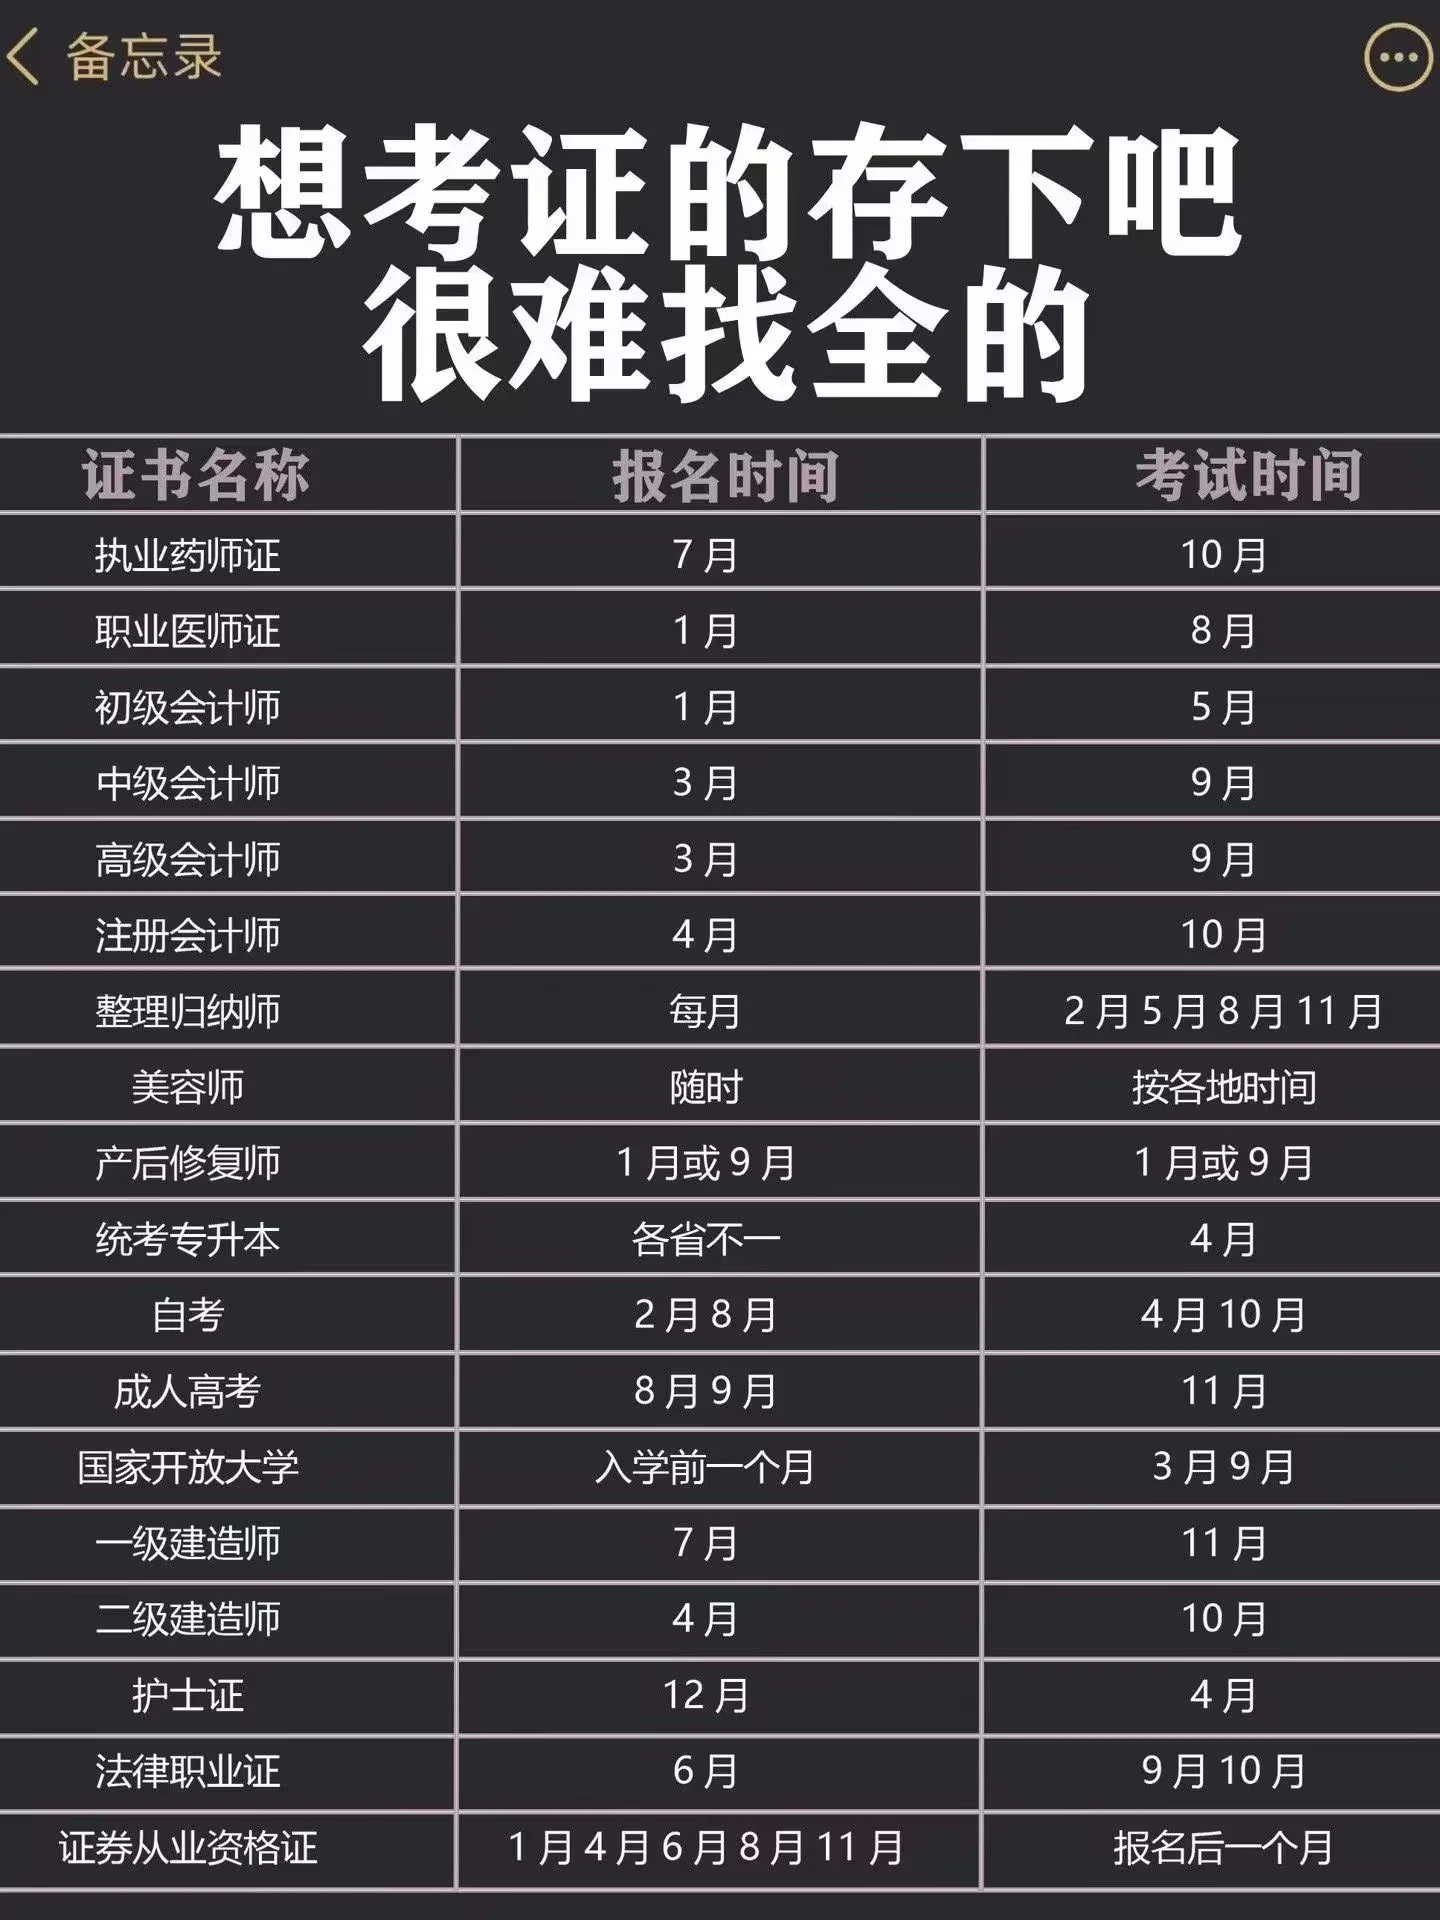 备忘录
想考证的存下吧
很难找全的
证书名称 报名时间 考试时间
执业药师证 7月 10月
职业医师证 1月 8月
初级会计师 1月 5月
中级会计师 3月 9月
高级会计师 3月 9月
注册会计师 4月 10月
整理归纳师 每月 2月5月8月11月
美容师 随时 按各地时间
产后修复师 1月或9月 1月或9月
统考专升本 各省不一 4月
自考 2月8月 4月10月
成人高考 8月9月 11月
国家开放大学 入学前一个月 3月9月
一级建造师 7月 11月
二级建造师 4月 10月
护士证 12月 4月
法律职业证 6月 9月10月
证券从业资格证 1月4月6月8月11月 报名后一个月